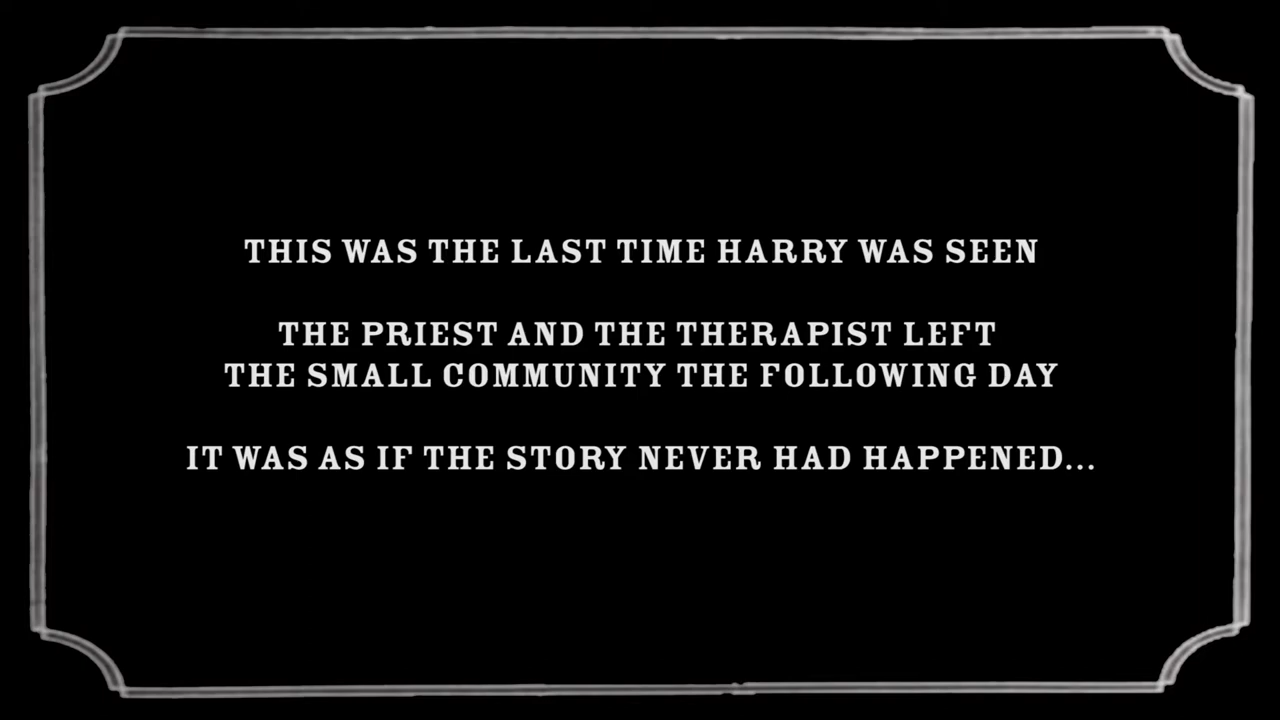 THIS WAS THE LAST TIME HARRY WAS SEEN
THE PRIEST AND THE THERAPIST LEFT
THE SMALL COMMUNITY THE FOLLOWING DAY
IT WAS AS IF THE STORY NEVER HAD HAPPENED...